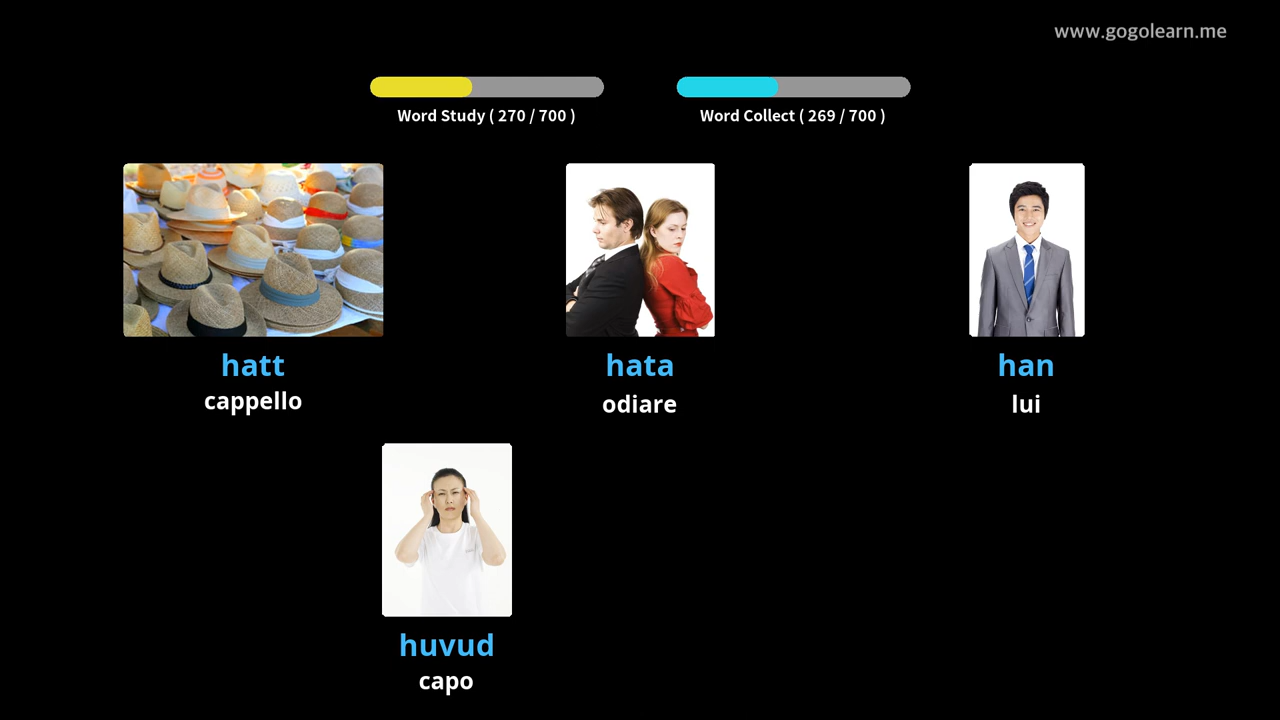 www.gogolearn.me
Word Study ( 270 / 700 )
Word Collect ( 269 / 700 )
hatt
cappello
hata
odiare
han
lui
huvud
capo